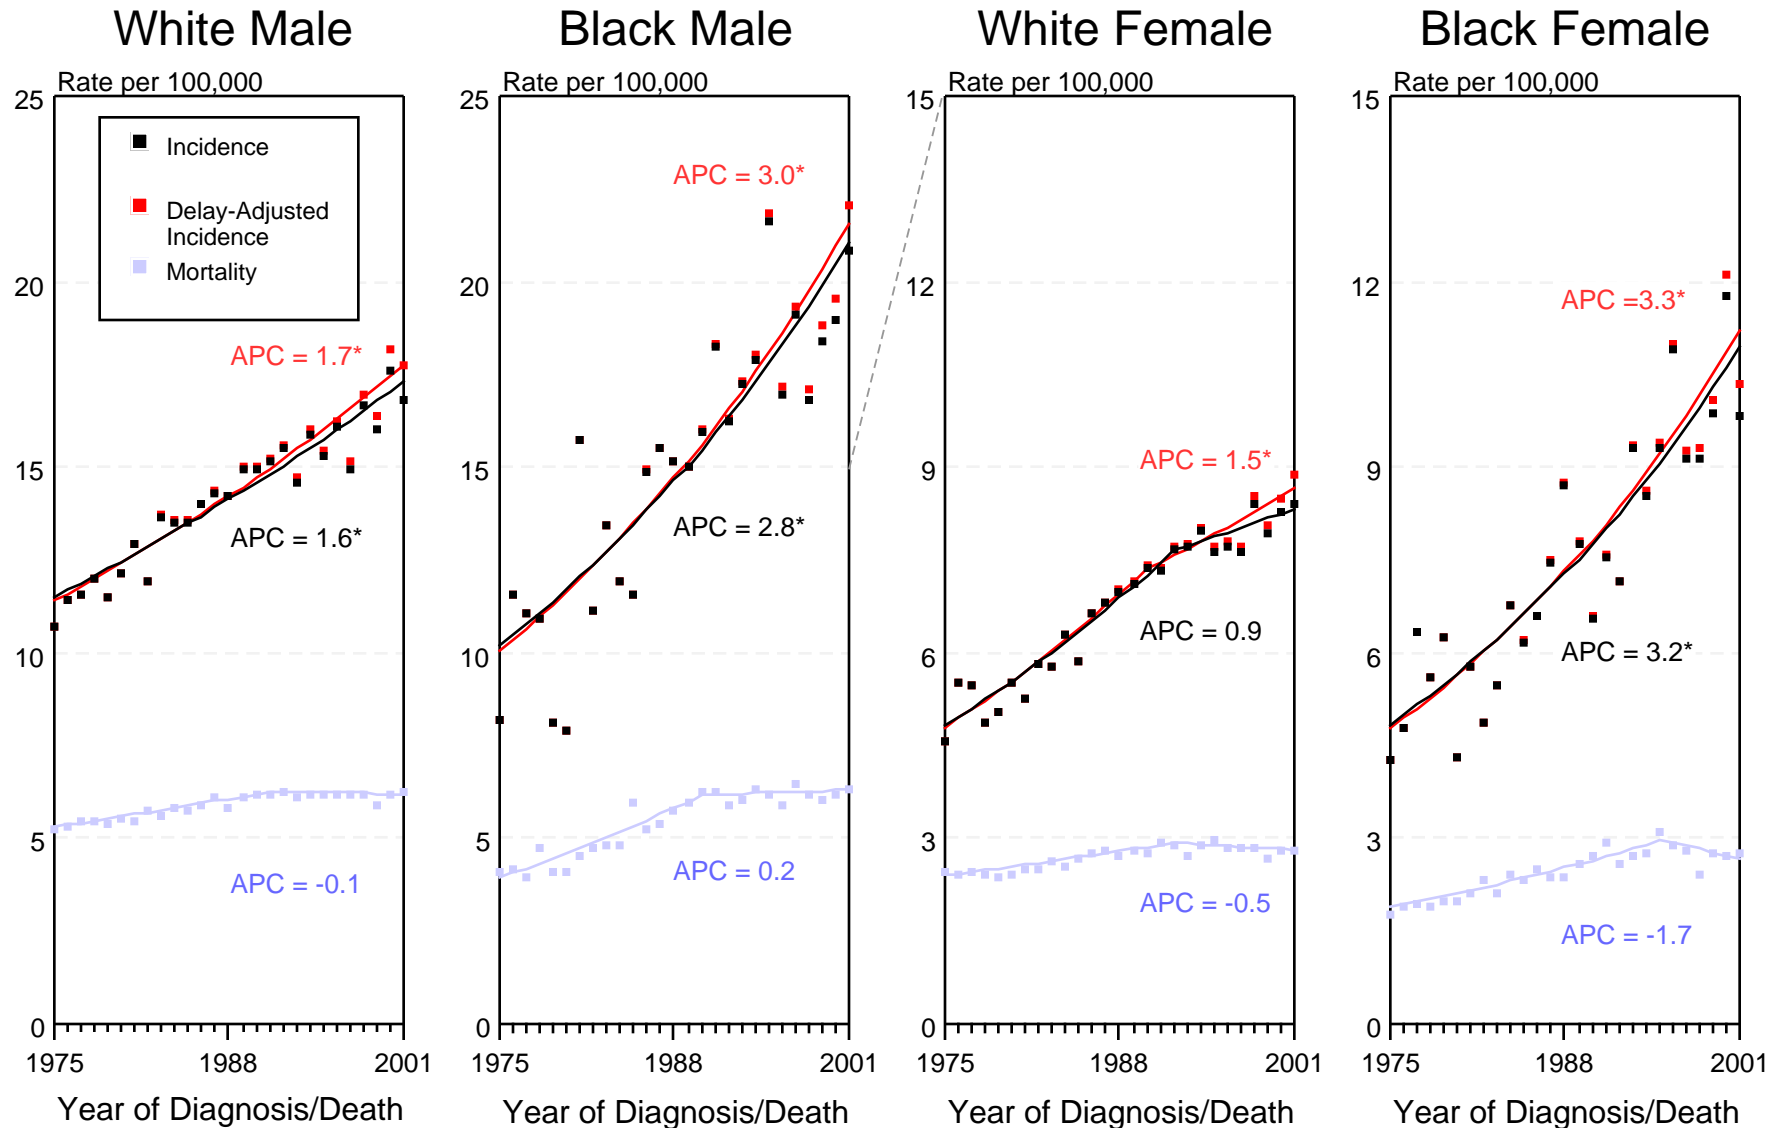 White Male
Black Male
White Female
Black Female
Rate per 100,000
25
20
15
10
5
0
Incidence
Delay-Adjusted
Incidence
Mortality
APC = 1.7*
APC = 1.6*
APC = -0.1
1975
1988
2001
Year of Diagnosis/Death
Rate per 100,000
25
20
15
10
5
0
APC = 3.0*
APC = 2.8*
APC = 0.2
1975
1988
2001
Year of Diagnosis/Death
Rate per 100,000
15
12
9
6
3
0
APC = 1.5*
APC = 0.9
APC = -0.5
1975
1988
2001
Year of Diagnosis/Death
Rate per 100,000
15
12
9
6
3
0
APC =3.3*
APC = 3.2*
APC = -1.7
1975
1988
2001
Year of Diagnosis/Death